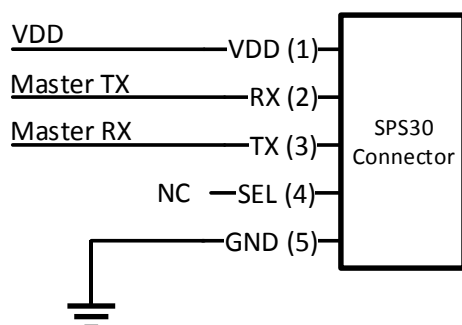 VDD
VDD (1)
Master TX
RX (2)
Master RX
TX (3)
NC
SEL (4)
GND (5)
SPS30
Connector